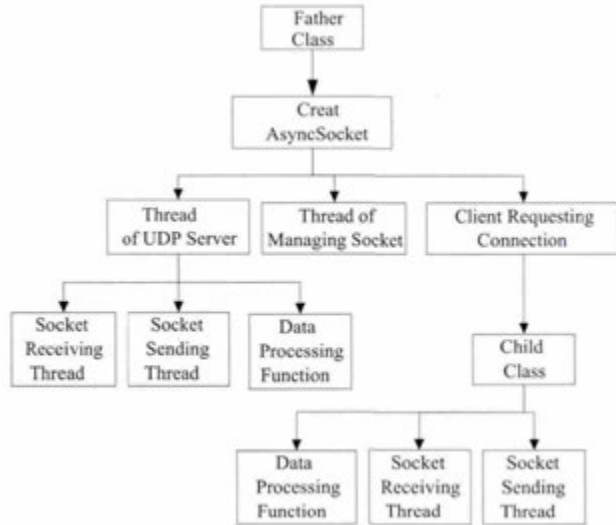 Father
Class
Creat
AsyncSocket
Thread
of UDP Server
Thread of
Managing Socket
Client Requesting
Connection
Socket
Receiving
Thread
Socket
Sending
Thread
Data
Processing
Function
Child
Class
Data
Processing
Function
Socket
Receiving
Thread
Socket
Sending
Thread